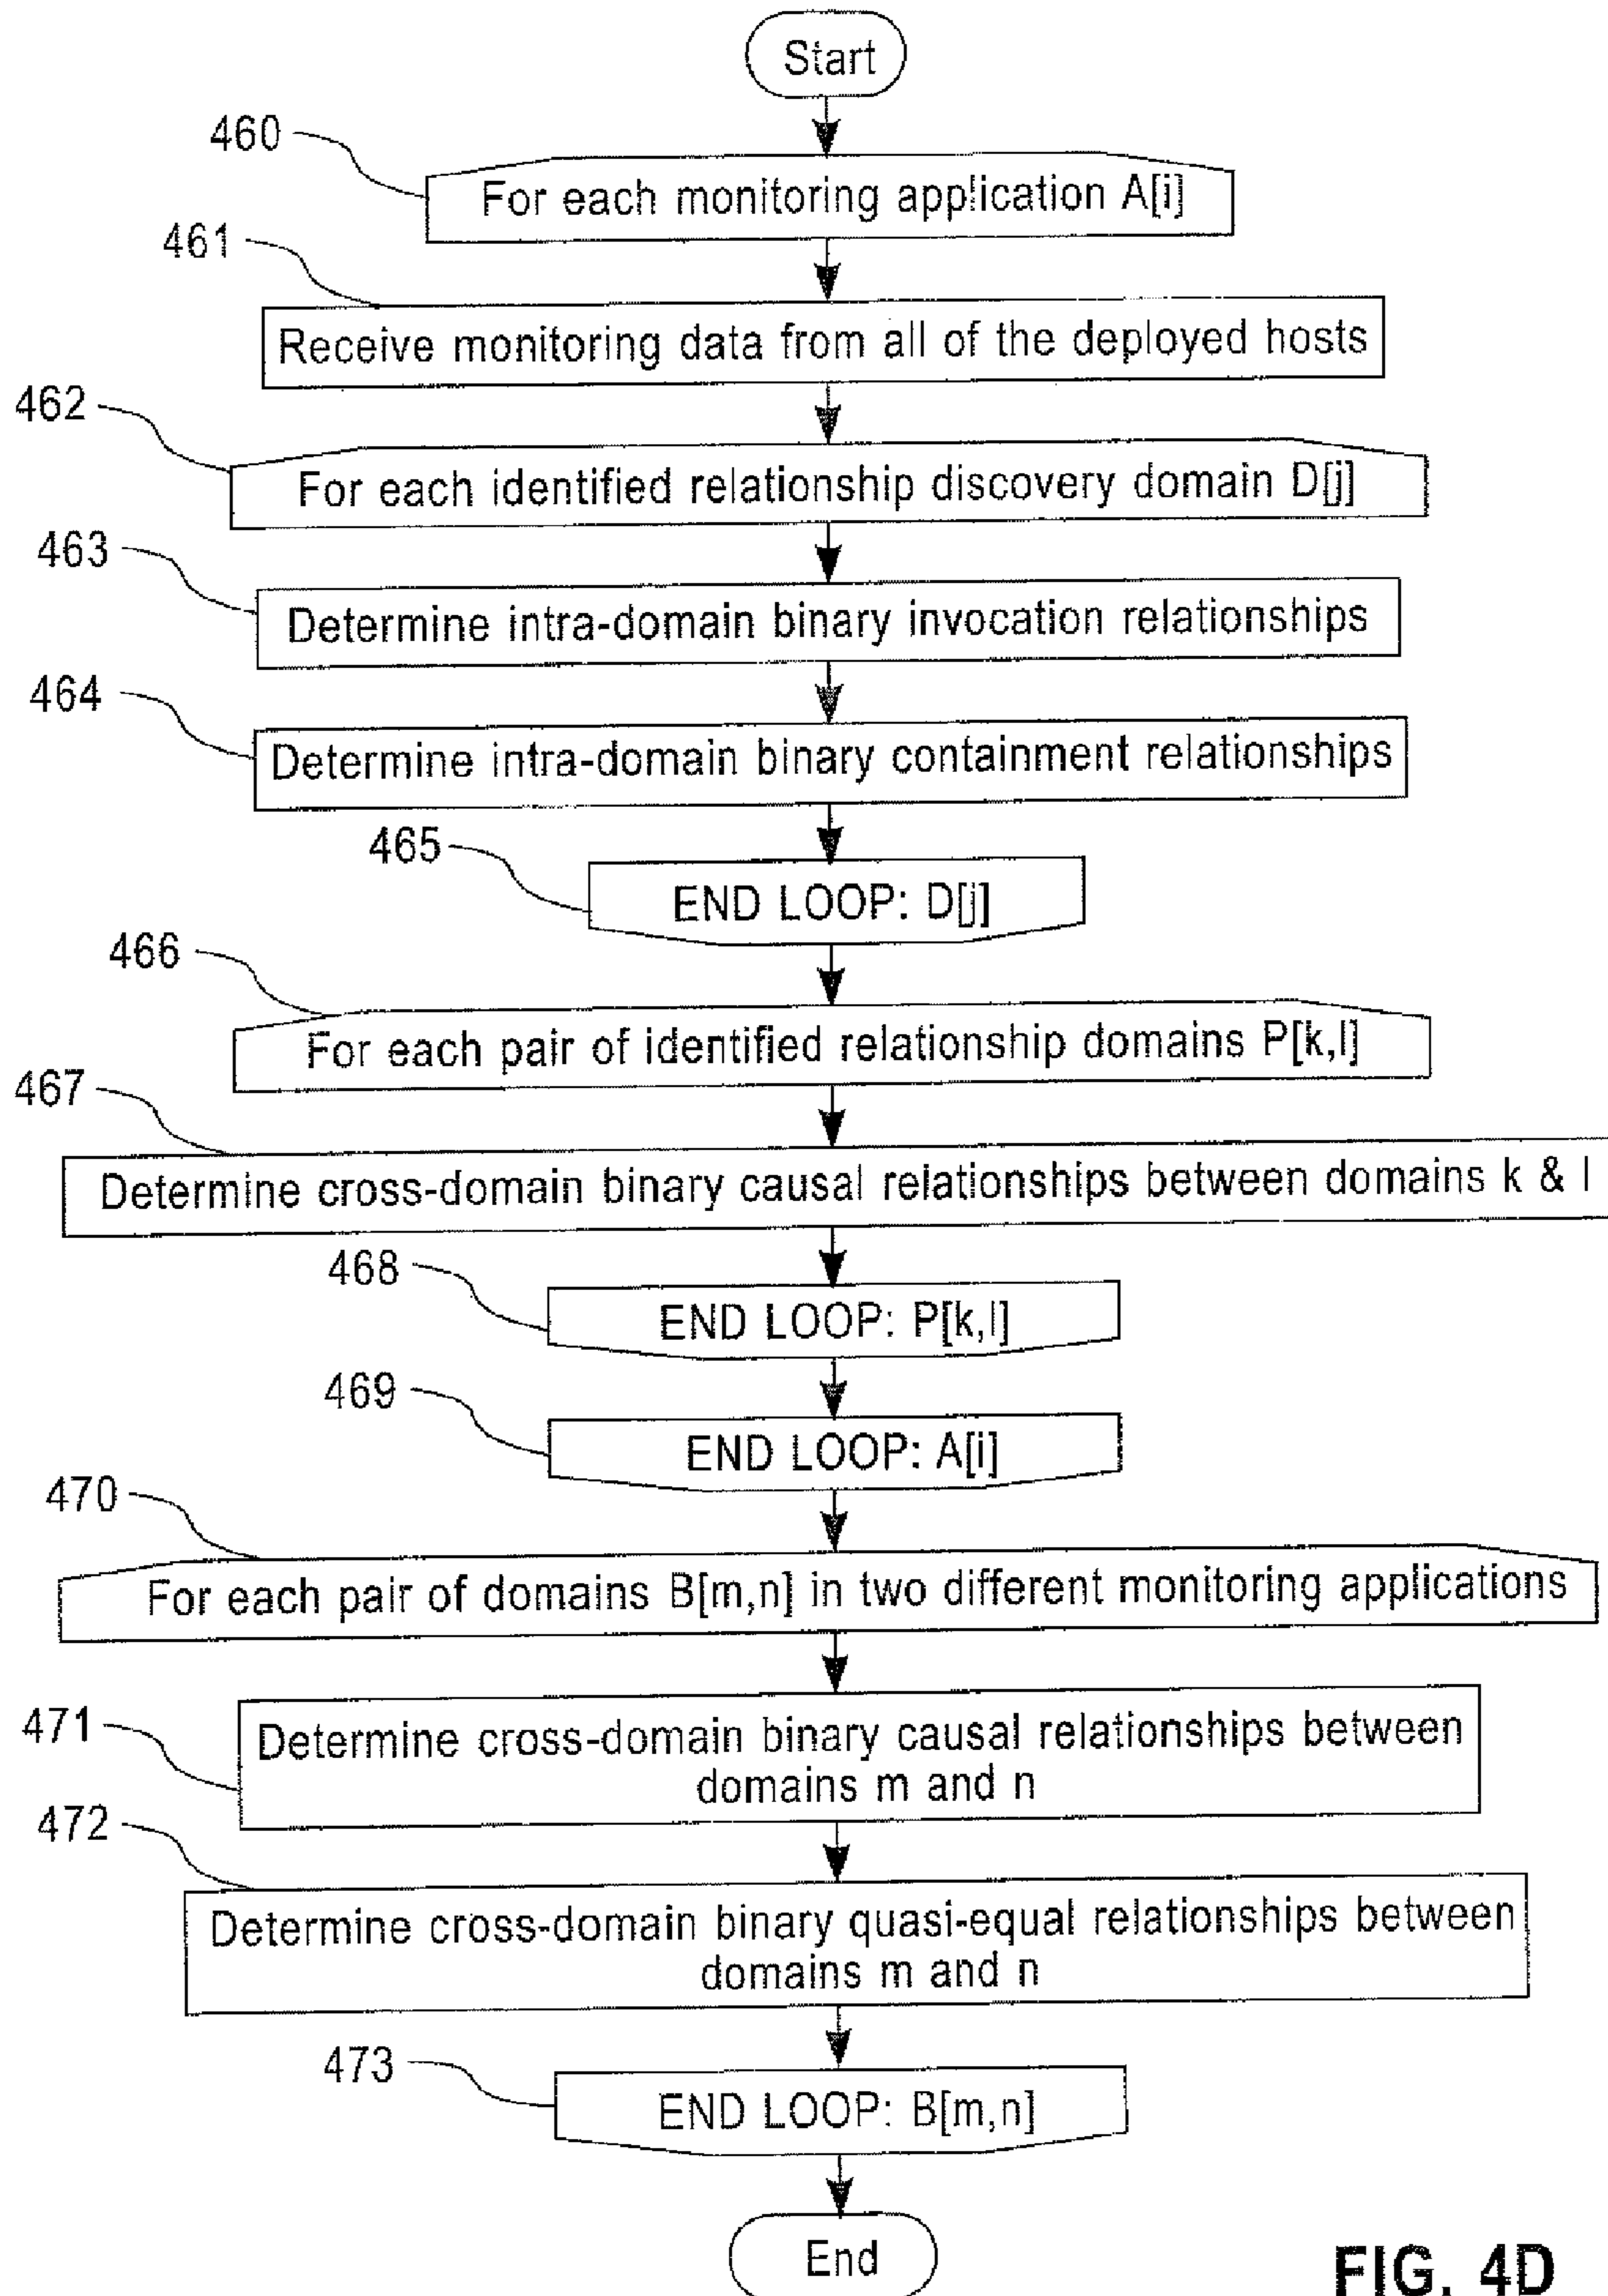 Start
460
For each monitoring application A[i]
461
Receive monitoring data from all of the deployed hosts
462
For each identified relationship discovery domain D[j]
463
Determine intra-domain binary invocation relationships
464
Determine intra-domain binary containment relationships
465
END LOOP: D[j]
466
For each pair of identified relationship domains P[k,l]
467
Determine cross-domain binary causal relationships between domains k & l
468
END LOOP: P[k,l]
469
END LOOP: A[i]
470
For each pair of domains B[m,n] in two different monitoring applications
471
Determine cross-domain binary causal relationships between
domains m and n
472
Determine cross-domain binary quasi-equal relationships between
domains m and n
473
END LOOP: B[m,n]
End
FIG. 4D